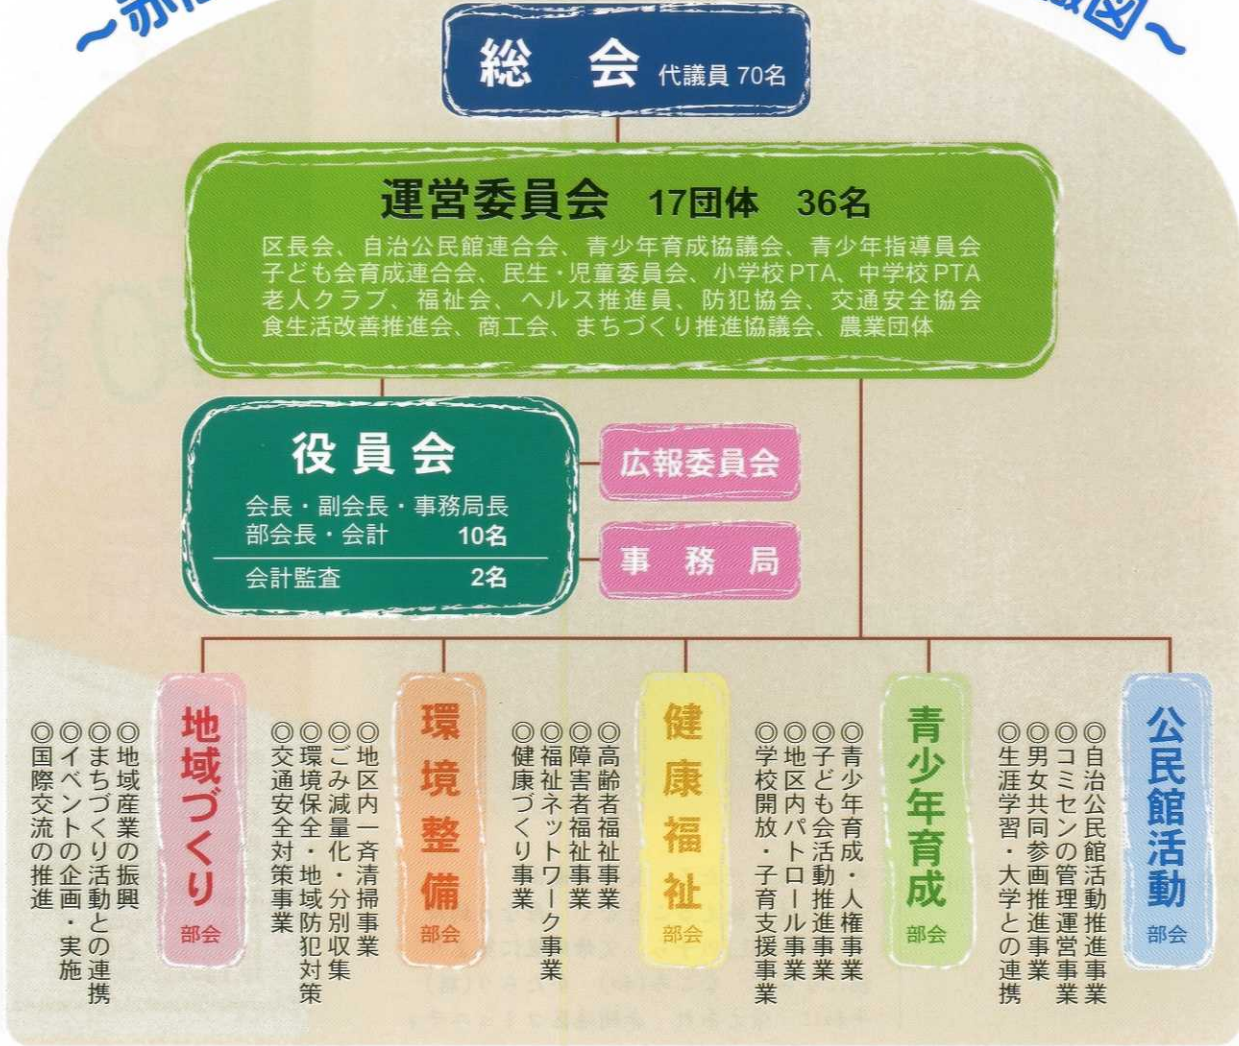 総会 代議員 70名
運営委員会 17団体 36名
区長会、自治公民館連合会、青少年育成協議会、青少年指導員会
子ども会育成連合会、民生・児童委員会、小学校PTA、中学校PTA
老人クラブ、福祉会、ヘルス推進員、防犯協会、交通安全協会
食生活改善推進会、商工会、まちづくり推進協議会、農業団体
役員会
会長・副会長・事務局長
部会長・会計 10名
会計監査 2名
広報委員会
事務局
地域づくり部会
◎地域産業の振興
◎まちづくり活動との連携
◎イベントの企画・実施
◎国際交流の推進
環境整備部会
◎地区内一斉清掃事業
◎ごみ減量化・分別収集
◎環境保全・地域防犯対策
◎交通安全対策事業
健康福祉部会
◎高齢者福祉事業
◎障害者福祉事業
◎福祉ネットワーク事業
◎健康づくり事業
青少年育成部会
◎青少年育成・人権事業
◎子ども会活動推進事業
◎地区内パトロール事業
◎学校開放・子育支援事業
公民館活動部会
◎自治公民館活動推進事業
◎コミセンの管理運営事業
◎男女共同参画推進事業
◎生涯学習・大学との連携